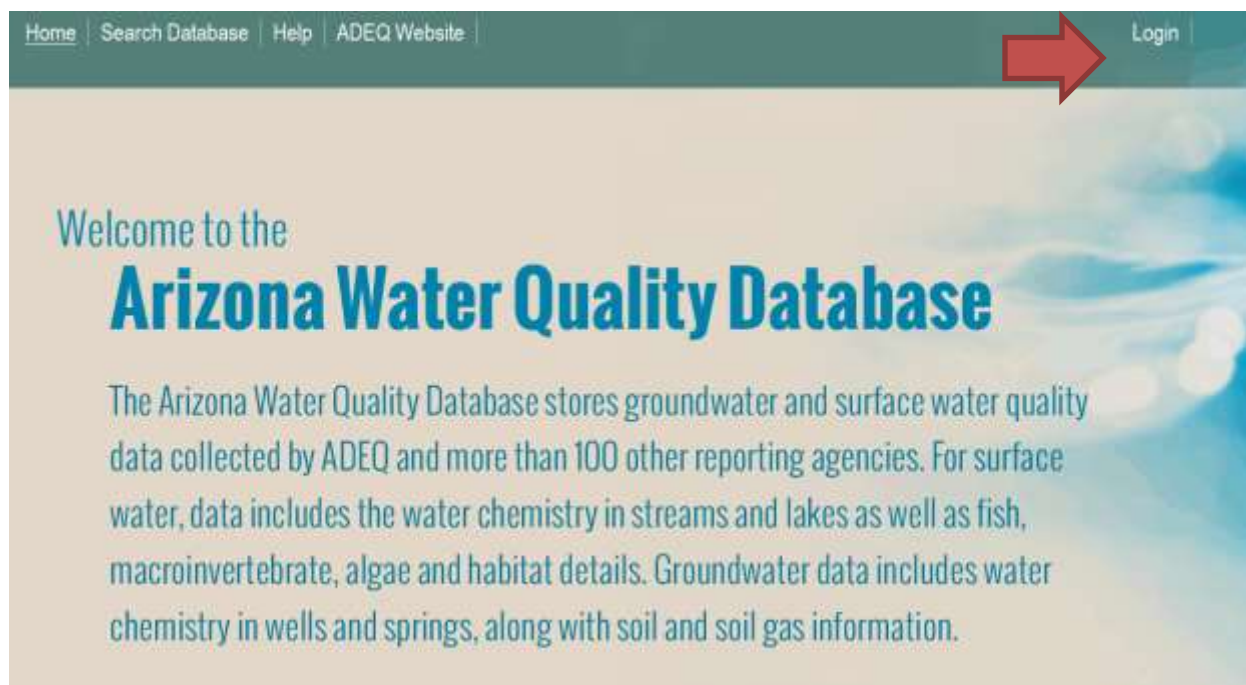 Home | Search Database | Help | ADEQ Website | Login |
Welcome to the
Arizona Water Quality Database
The Arizona Water Quality Database stores groundwater and surface water quality
data collected by ADEQ and more than 100 other reporting agencies. For surface
water, data includes the water chemistry in streams and lakes as well as fish,
macroinvertebrate, algae and habitat details. Groundwater data includes water
chemistry in wells and springs, along with soil and soil gas information.